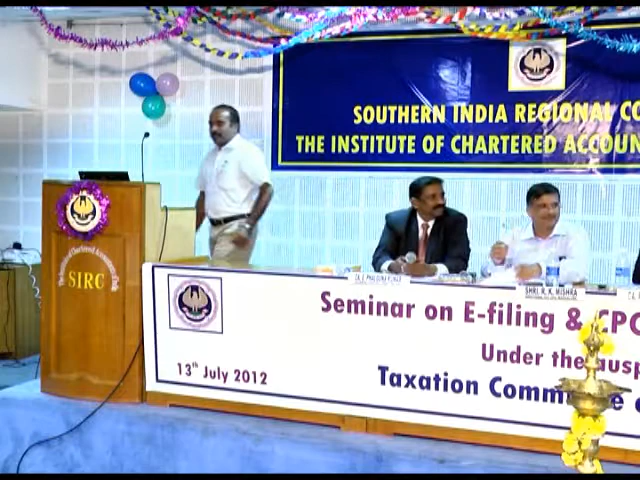 SOUTHERN INDIA REGIONAL CO
THE INSTITUTE OF CHARTERED ACCOUN
SIRC
SHRI R. K. MISHRA
Seminar on E-filing & CPC
Under the ausp
13th July 2012
Taxation Comm